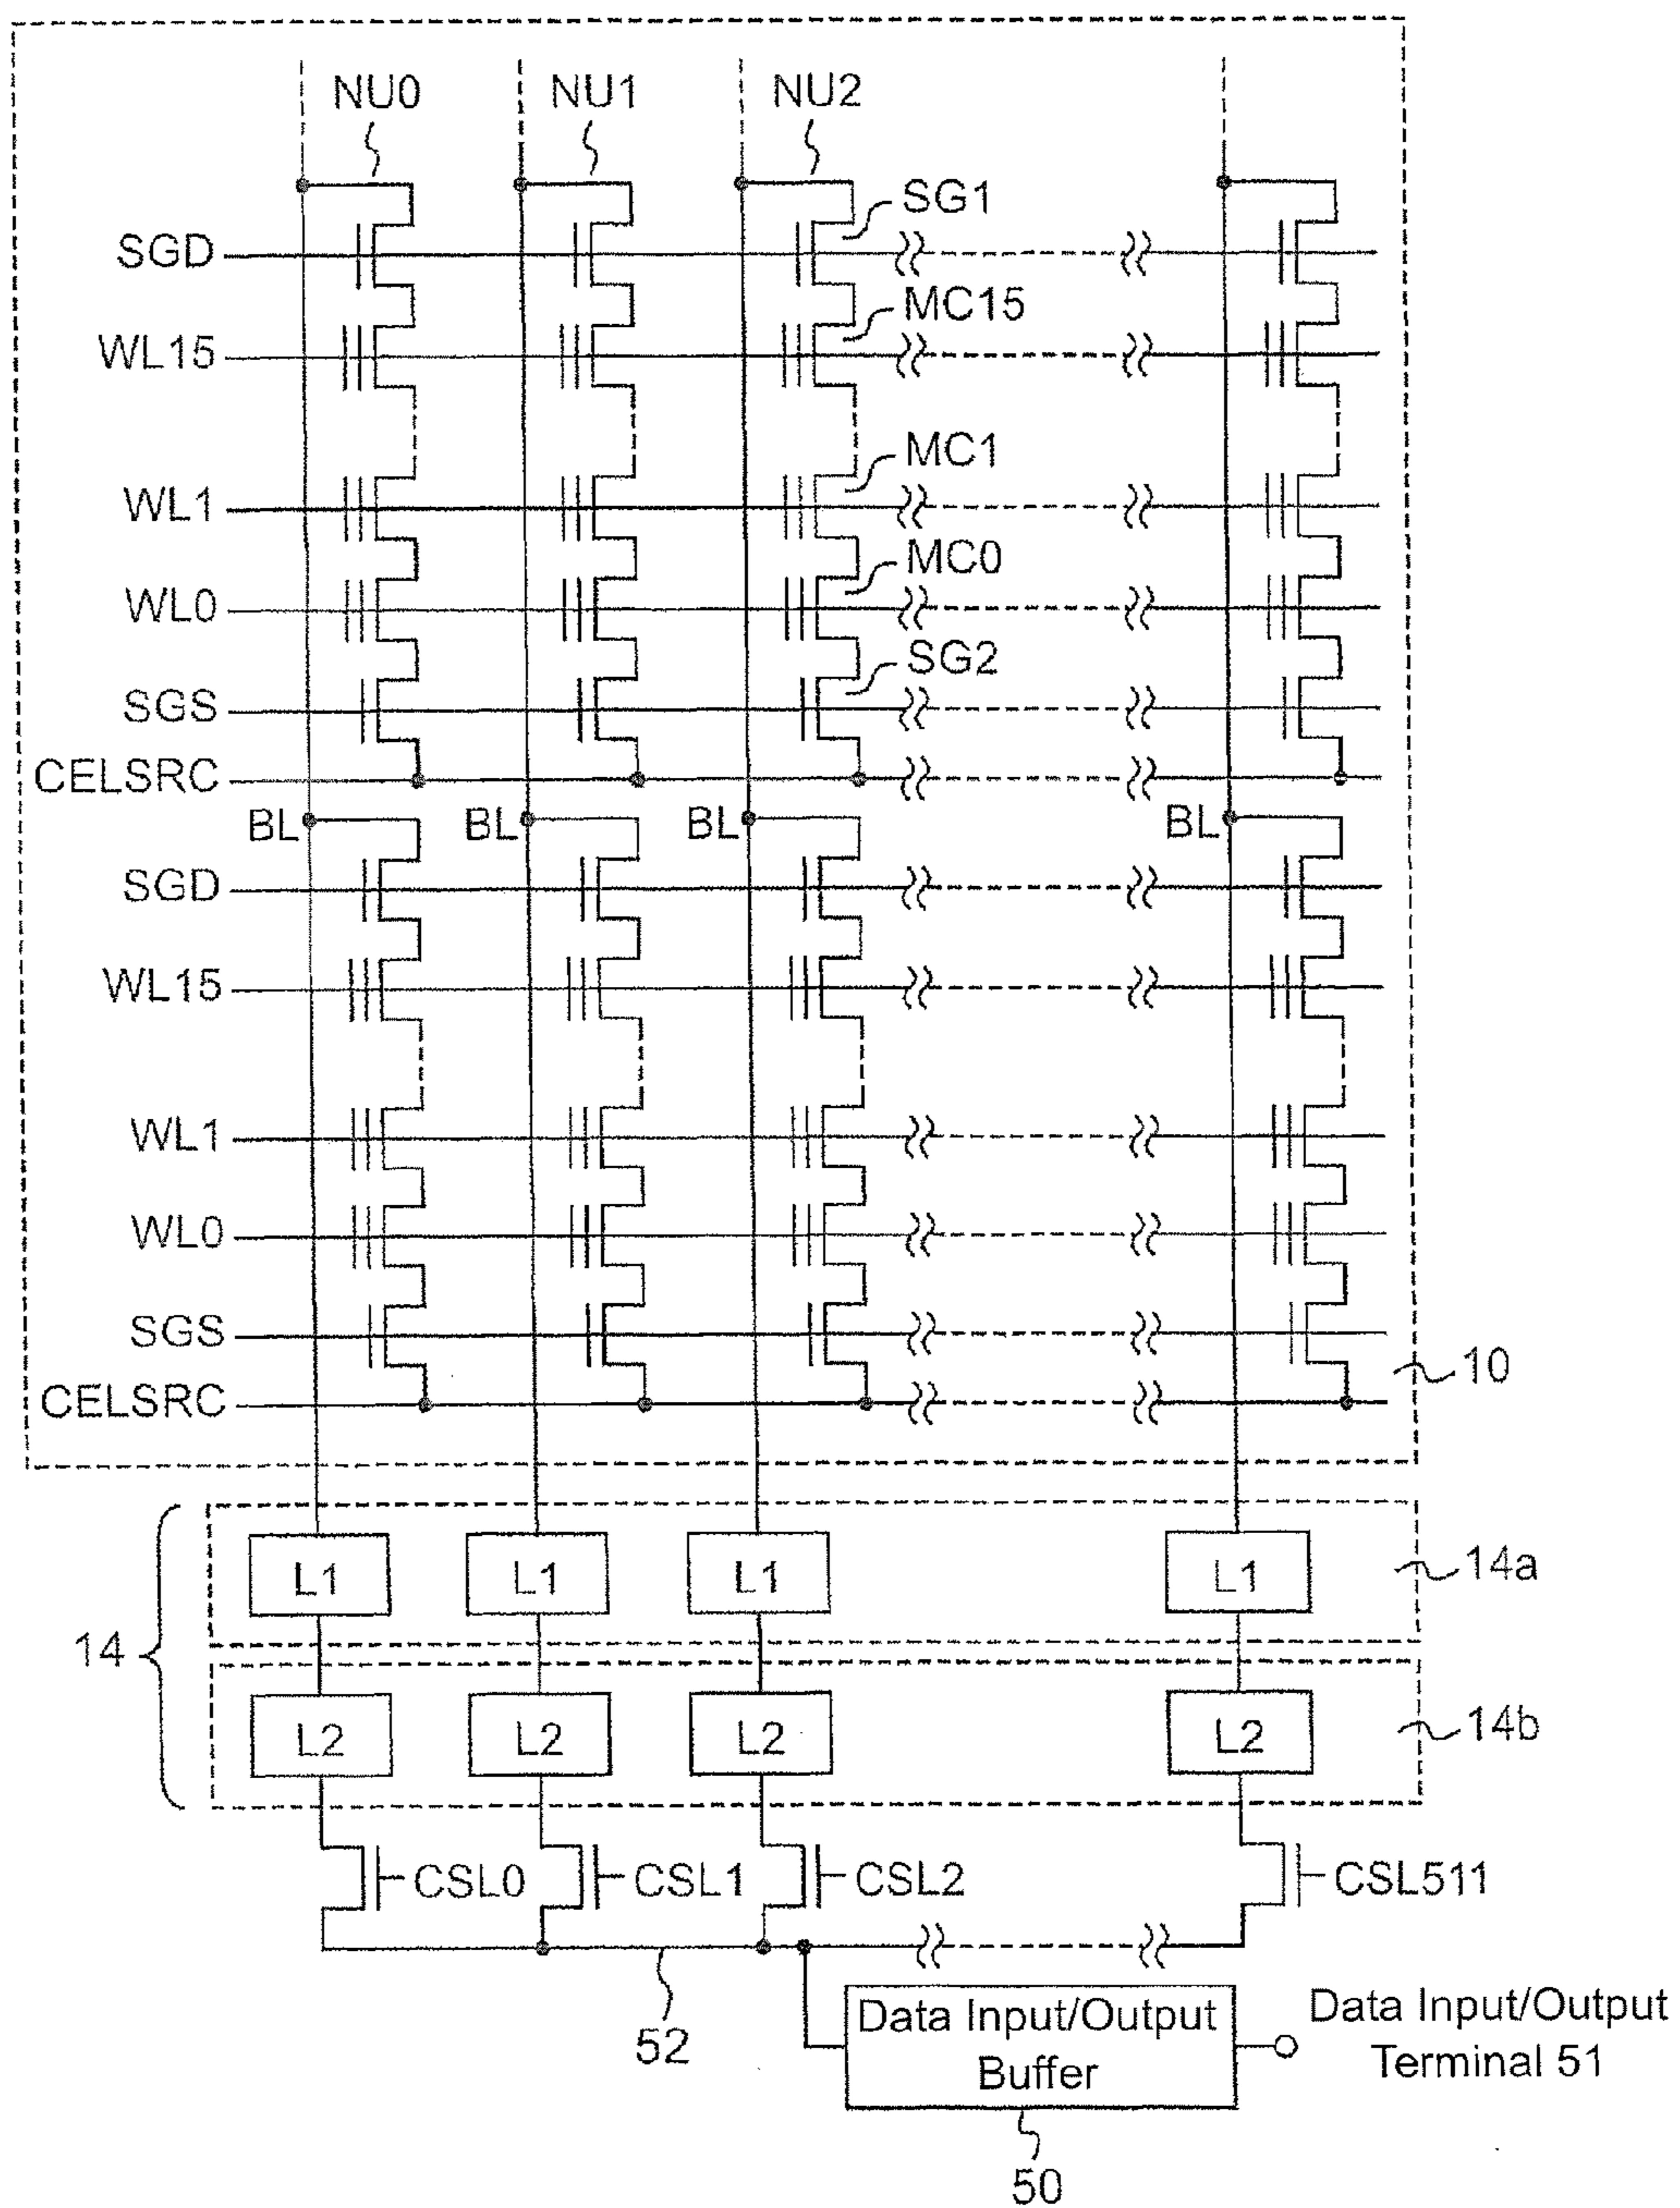 NU0 NU1 NU2
SG1
SGD
MC15
WL15
MC1
WL1
MC0
WL0
SG2
SGS
CELSRC
BL BL BL BL
SGD
WL15
WL1
WL0
SGS
10
CELSRC
L1 L1 L1 L1 14a
14
L2 L2 L2 L2 14b
CSL0 CSL1 CSL2 CSL511
52
Data Input/Output
Buffer
Data Input/Output
Terminal 51
50